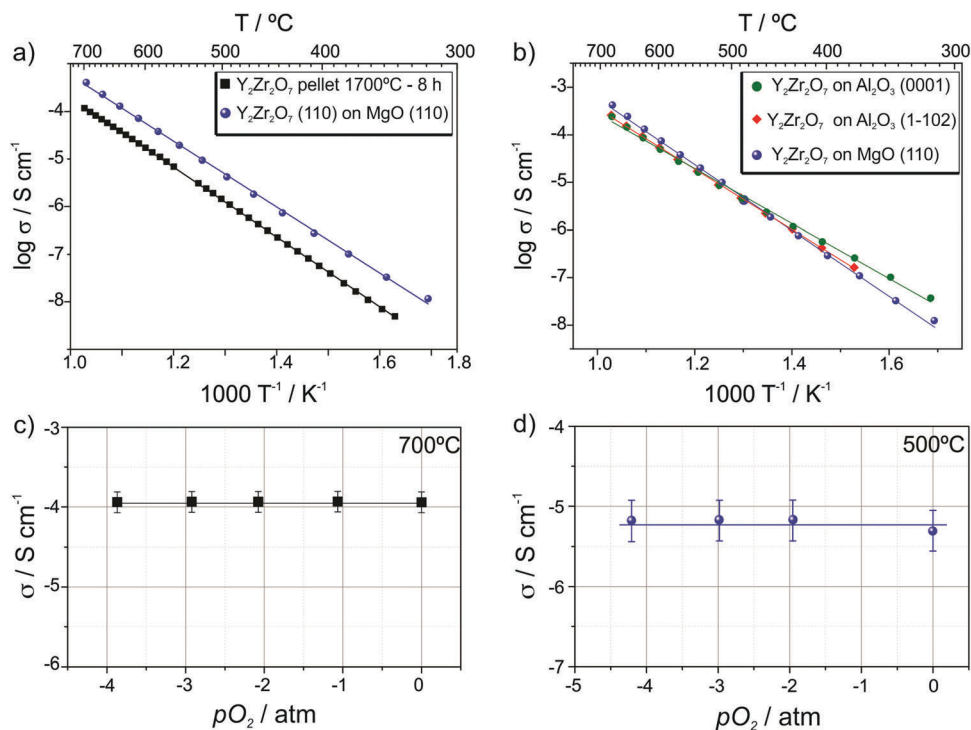 a)
T / ºC
700 600 500 400 300
Y₂Zr₂O₇ pellet 1700ºC - 8 h
Y₂Zr₂O₇ (110) on MgO (110)
log σ / S cm⁻¹
-4
-5
-6
-7
-8
1.0 1.2 1.4 1.6 1.8
1000 T⁻¹ / K⁻¹
b)
T / ºC
700 600 500 400 300
Y₂Zr₂O₇ on Al₂O₃ (0001)
Y₂Zr₂O₇ on Al₂O₃ (1-102)
Y₂Zr₂O₇ on MgO (110)
log σ / S cm⁻¹
-3
-4
-5
-6
-7
-8
1.0 1.2 1.4 1.6
1000 T⁻¹ / K⁻¹
c)
700ºC
σ / S cm⁻¹
-3
-4
-4
-5
-6
-4 -3 -2 -1 0
pO₂ / atm
d)
500ºC
σ / S cm⁻¹
-4
-5
-6
-7
-5 -4 -3 -2 -1 0
pO₂ / atm